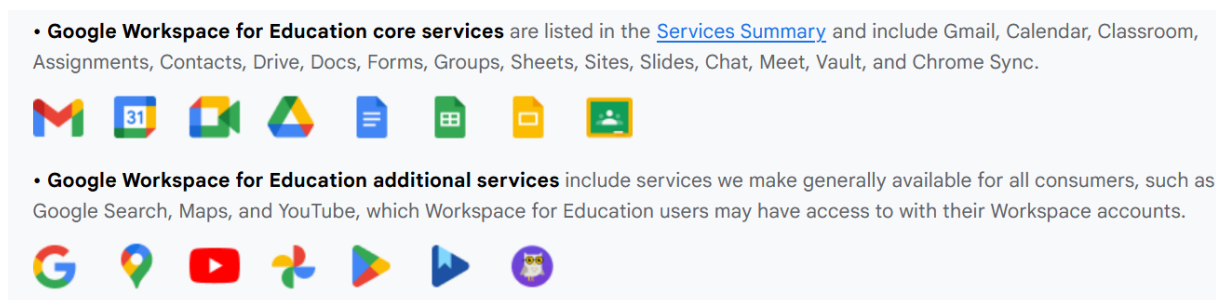 • Google Workspace for Education core services are listed in the Services Summary and include Gmail, Calendar, Classroom,
Assignments, Contacts, Drive, Docs, Forms, Groups, Sheets, Sites, Slides, Chat, Meet, Vault, and Chrome Sync.
31
• Google Workspace for Education additional services include services we make generally available for all consumers, such as
Google Search, Maps, and YouTube, which Workspace for Education users may have access to with their Workspace accounts.